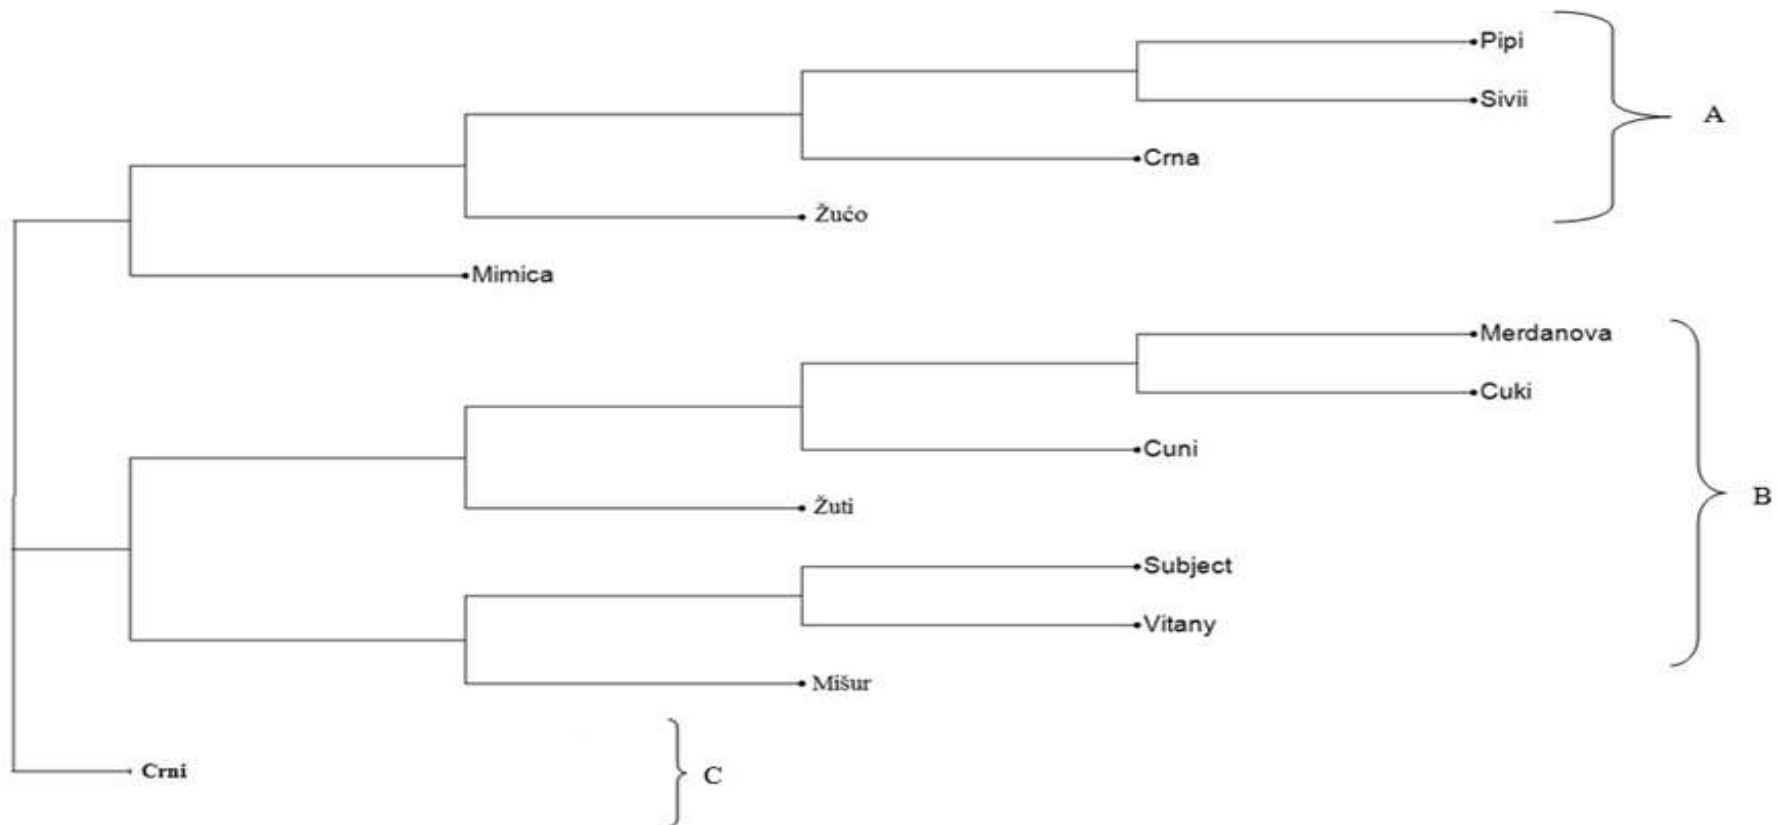 Pipi
Sivii
A
Crna
Žućo
Mimica
Merdanova
Cuki
Cuni
B
Žuti
Subject
Vitany
Mišur
Crni
C